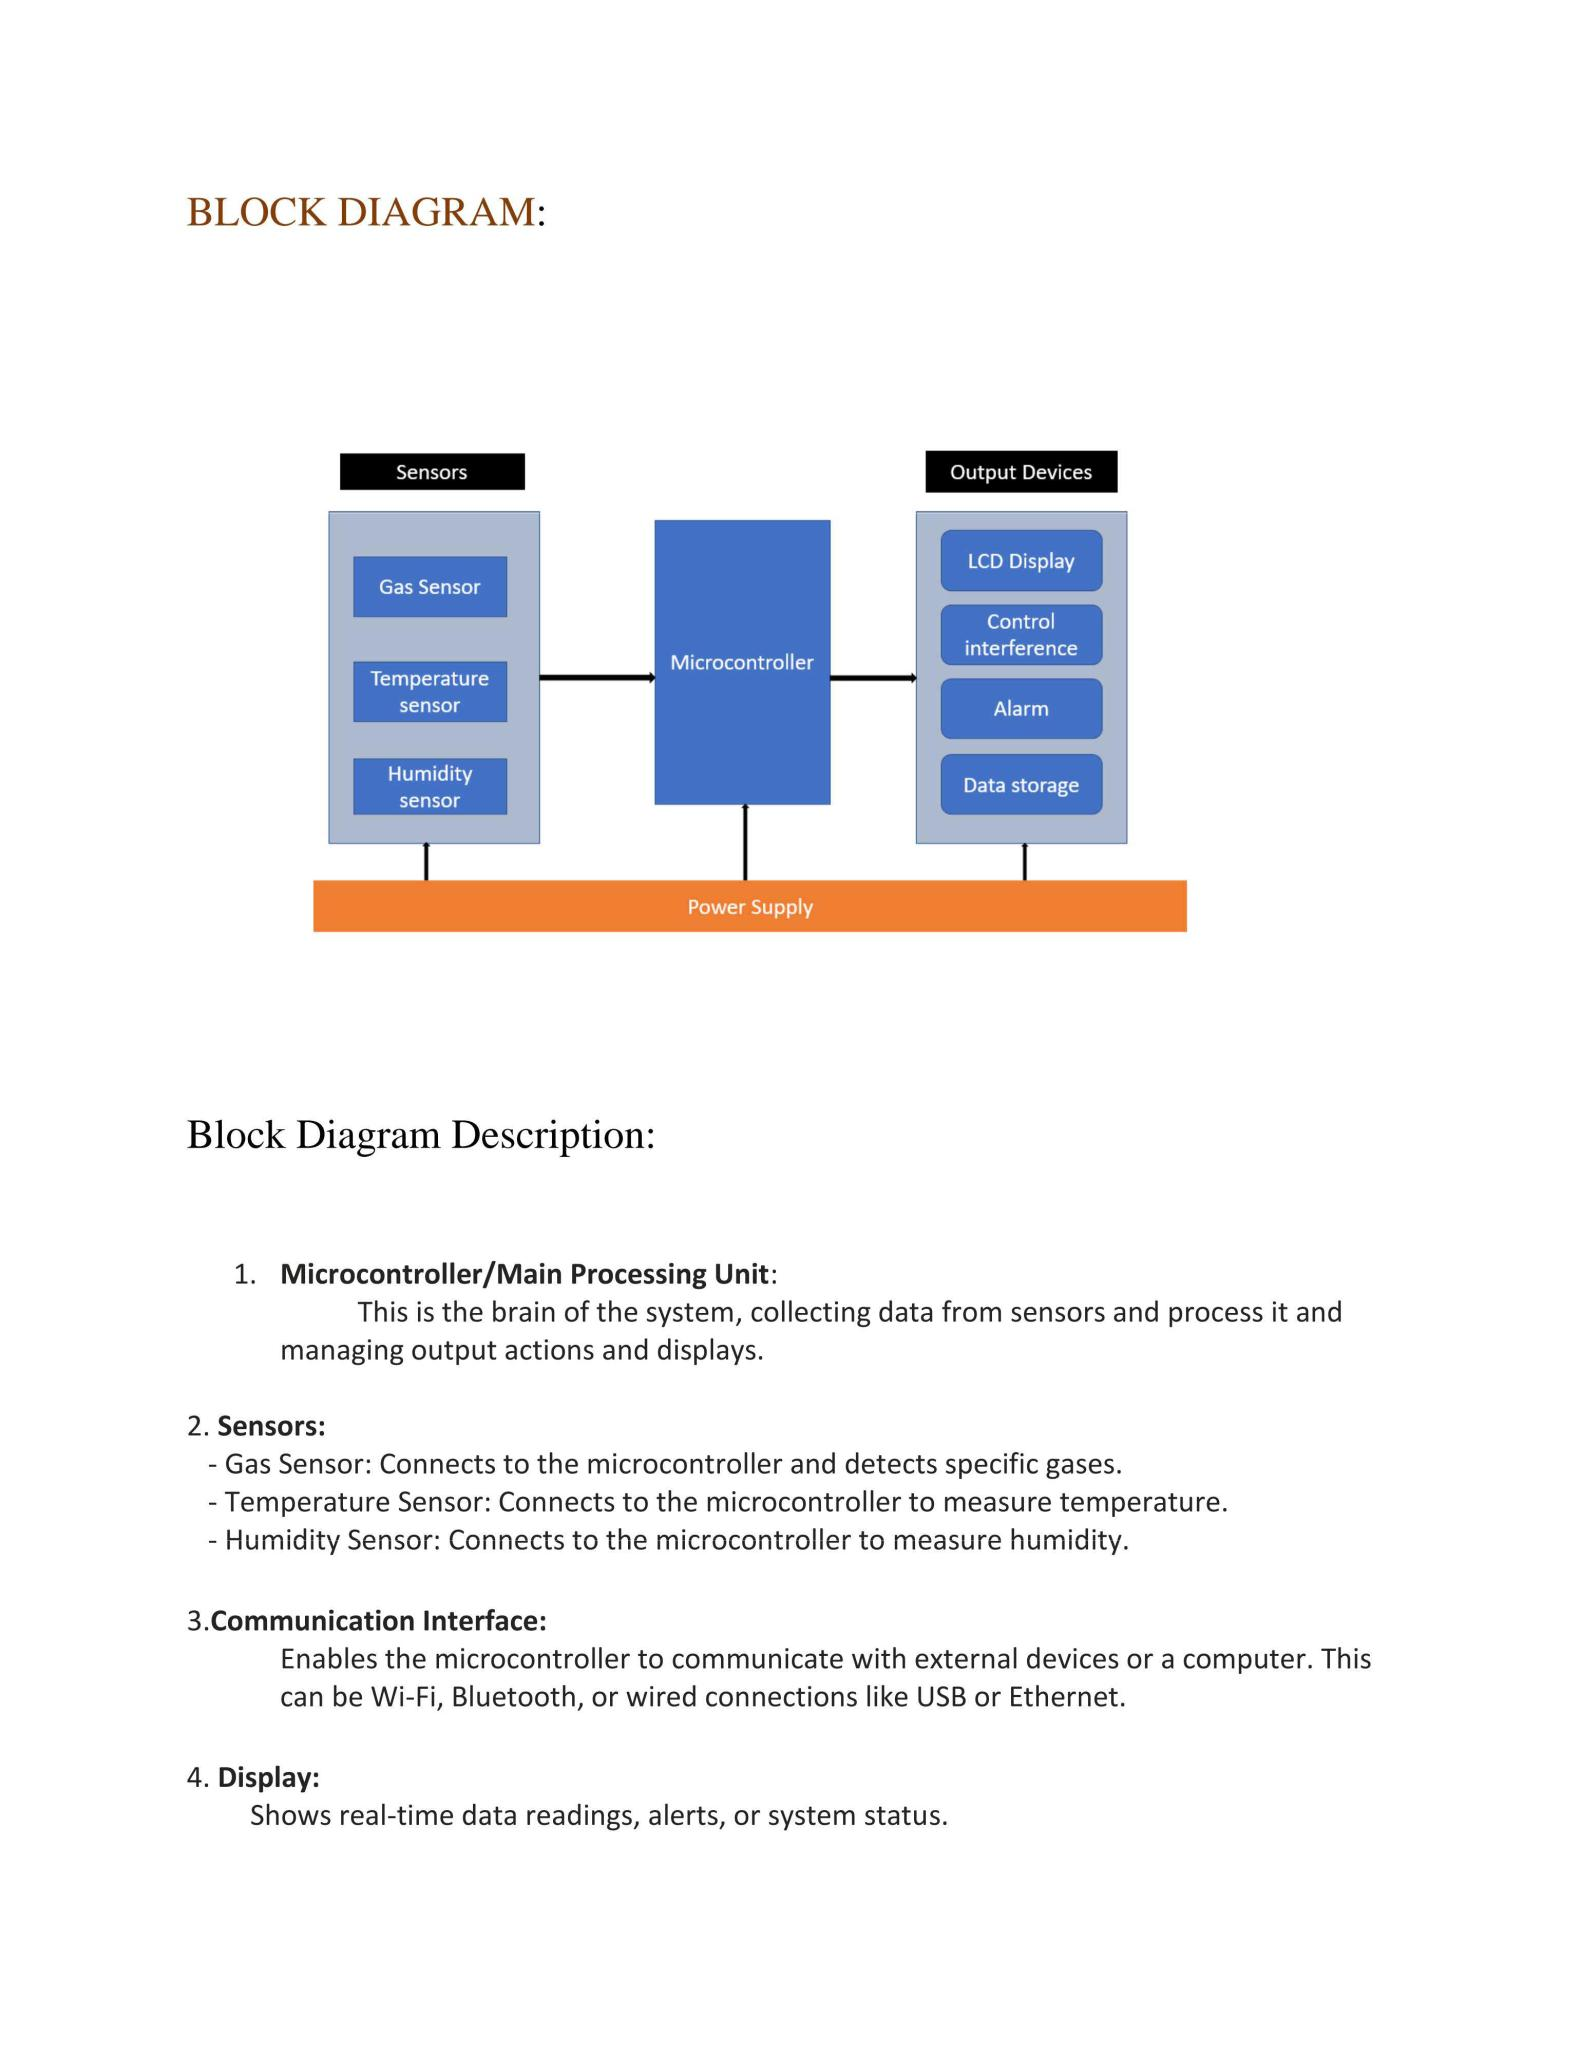 BLOCK DIAGRAM:
Sensors
Output Devices
Gas Sensor
Temperature
sensor
Humidity
sensor
Microcontroller
LCD Display
Control
interference
Alarm
Data storage
Power Supply
Block Diagram Description:
1. Microcontroller/Main Processing Unit:
This is the brain of the system, collecting data from sensors and process it and
managing output actions and displays.
2. Sensors:
- Gas Sensor: Connects to the microcontroller and detects specific gases.
- Temperature Sensor: Connects to the microcontroller to measure temperature.
- Humidity Sensor: Connects to the microcontroller to measure humidity.
3.Communication Interface:
Enables the microcontroller to communicate with external devices or a computer. This
can be Wi-Fi, Bluetooth, or wired connections like USB or Ethernet.
4. Display:
Shows real-time data readings, alerts, or system status.